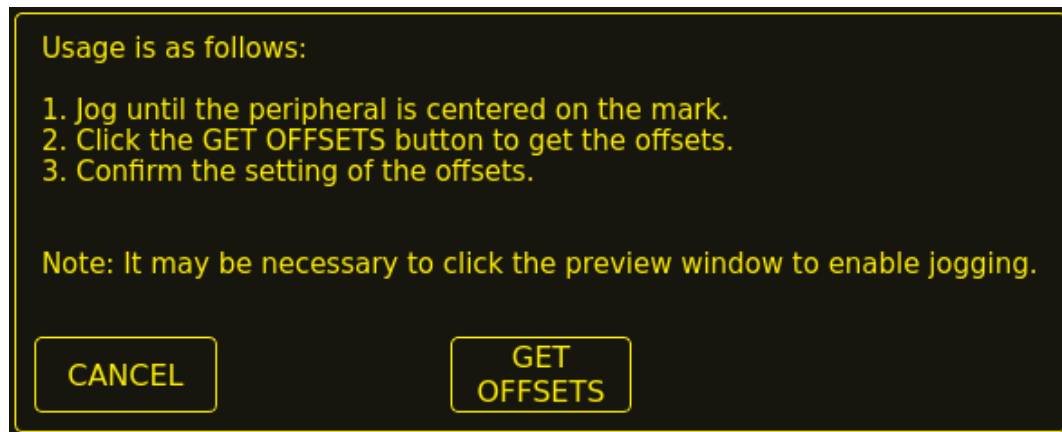 Usage is as follows:
1. Jog until the peripheral is centered on the mark.
2. Click the GET OFFSETS button to get the offsets.
3. Confirm the setting of the offsets.
Note: It may be necessary to click the preview window to enable jogging.
CANCEL
GET
OFFSETS